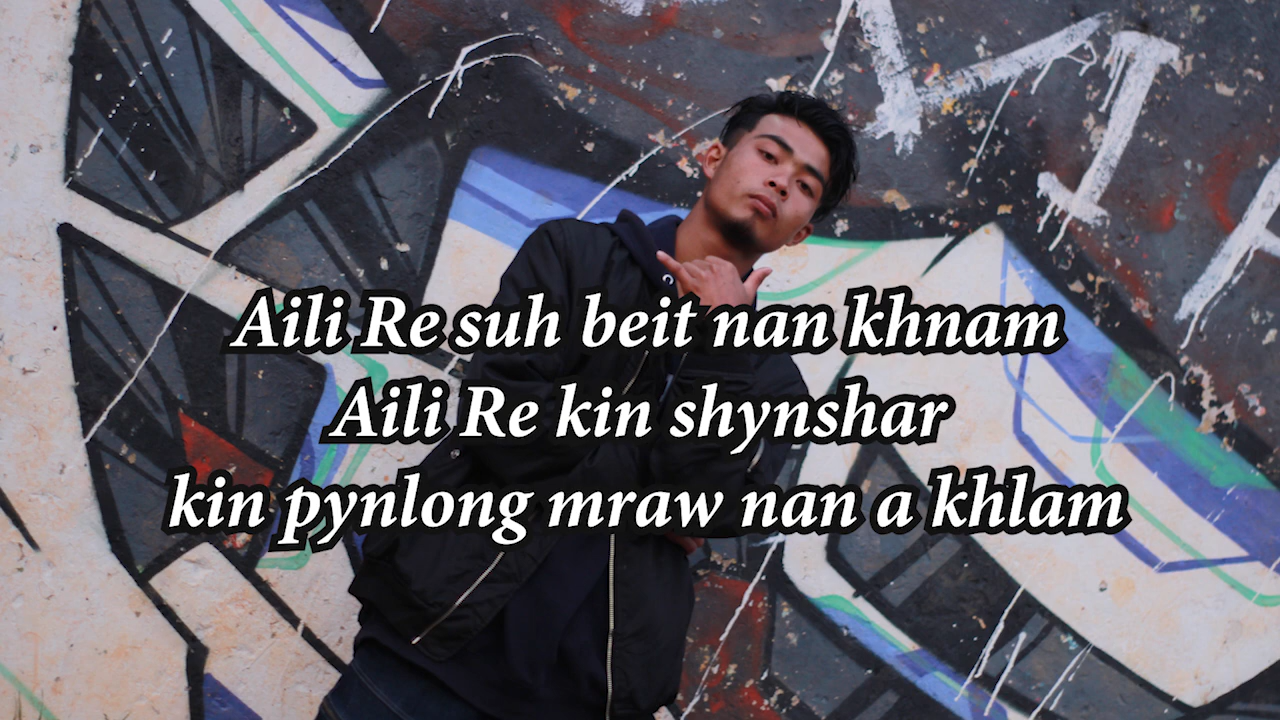 Aili Re suh beit nan khnam
Aili Re kin shynshar
kin pynlong mraw nan a khlam